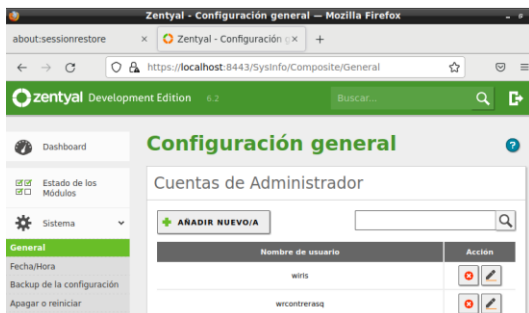 Zentyal - Configuración general — Mozilla Firefox
about:sessionrestore
Zentyal - Configuración g
https://localhost:8443/SysInfo/Composite/General
zentyal Development Edition 6.2
Buscar...
Dashboard
Configuración general
Estado de los
Módulos
Cuentas de Administrador
Sistema
AÑADIR NUEVO/A
General
Nombre de usuario Acción
Fecha/Hora
wiris
Backup de la configuración
Apagar o reiniciar
wrcontrerasq